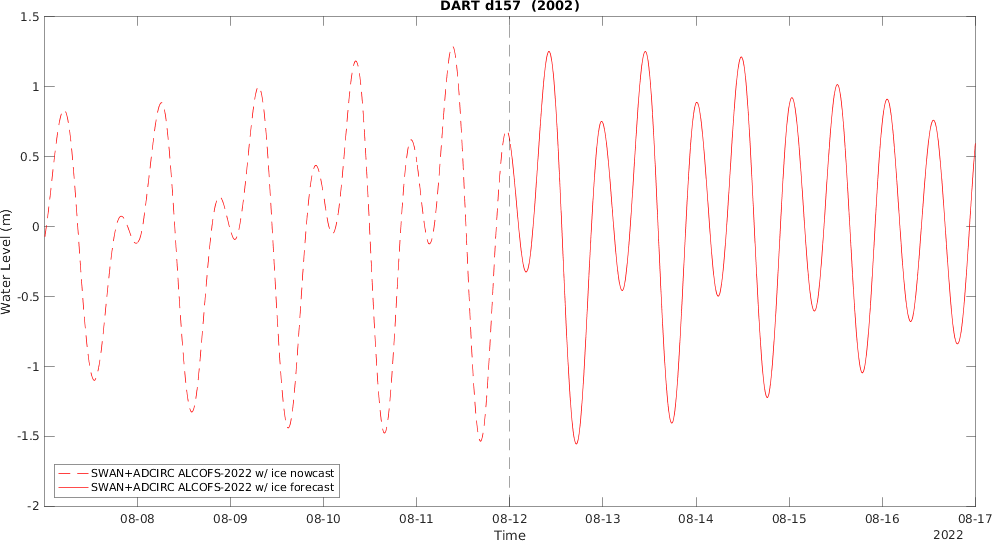 DART d157 (2002)
1.5
1
0.5
0
-0.5
-1
-1.5
-2
Water Level (m)
SWAN+ADCIRC ALCOFS-2022 w/ ice nowcast
SWAN+ADCIRC ALCOFS-2022 w/ ice forecast
08-08 08-09 08-10 08-11 08-12 08-13 08-14 08-15 08-16 08-17
Time
2022